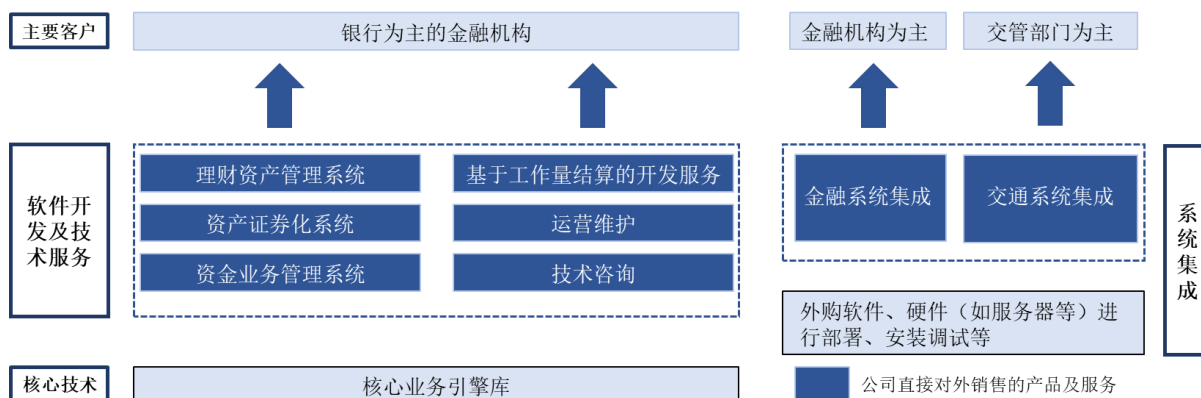 主要客户
银行为主的金融机构
金融机构为主
交管部门为主
软件开
发及技
术服务
理财资产管理系统
基于工作量结算的开发服务
资产证券化系统
运营维护
资金业务管理系统
技术咨询
金融系统集成
交通系统集成
系
统
集
成
外购软件、硬件（如服务器等）进
行部署、安装调试等
核心技术
核心业务引擎库
公司直接对外销售的产品及服务